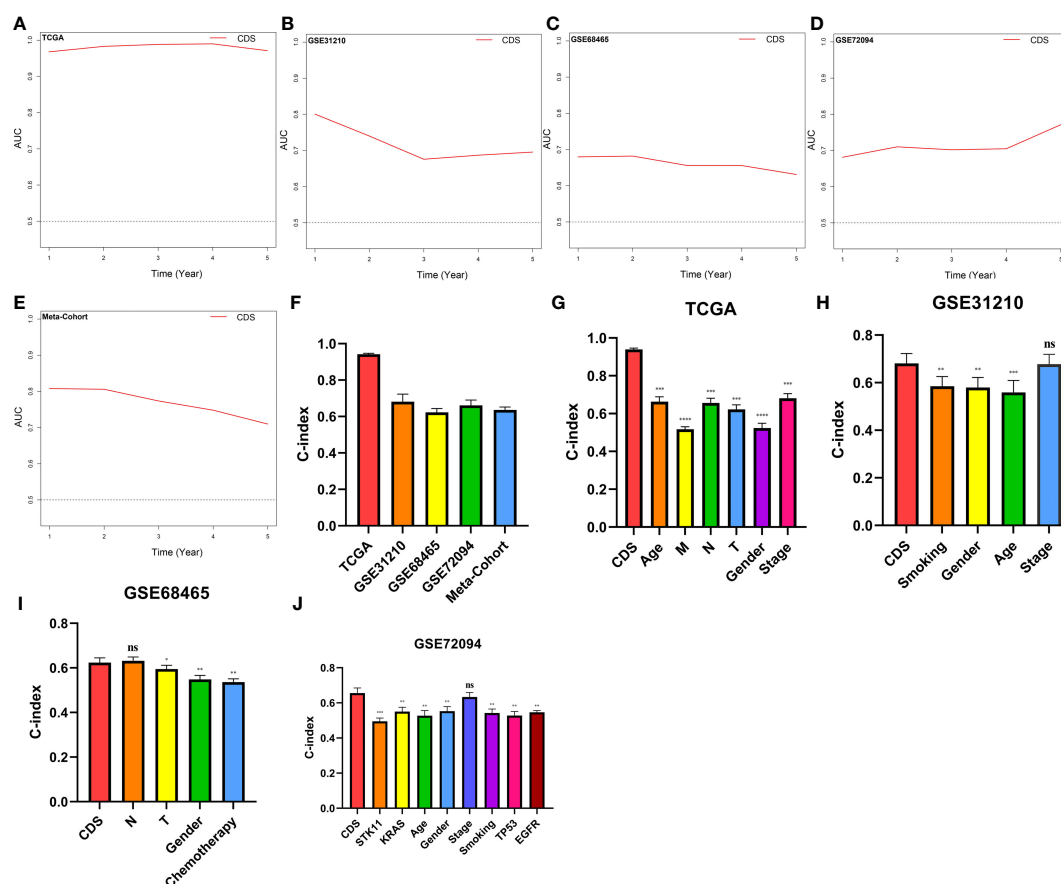 A
B
C
D
TCGA
CDS
AUC
1.0
0.9
0.8
0.7
0.6
0.5
1 2 3 4 5
Time (Year)
GSE31210
CDS
AUC
1.0
0.9
0.8
0.7
0.6
0.5
1 2 3 4 5
Time (Year)
GSE68465
CDS
AUC
1.0
0.9
0.8
0.7
0.6
0.5
1 2 3 4 5
Time (Year)
GSE72094
CDS
AUC
1.0
0.9
0.8
0.7
0.6
0.5
1 2 3 4 5
Time (Year)
E
Meta-Cohort
CDS
AUC
1.0
0.9
0.8
0.7
0.6
0.5
1 2 3 4 5
Time (Year)
F
C-index
1.0
0.8
0.6
0.4
0.2
0.0
TCGA
GSE31210
GSE68465
GSE72094
Meta-Cohort
G
TCGA
C-index
1.0
0.8
0.6
0.4
0.2
0.0
*** **** *** *** **** ***
CDS
Age
M
N
T
Gender
Stage
H
GSE31210
C-index
0.8
0.6
0.4
0.2
0.0
** ** *** ns
CDS
Smoking
Gender
Age
Stage
I
GSE68465
C-index
0.8
0.6
0.4
0.2
0.0
ns * ** **
CDS
N
T
Gender
Chemotherapy
J
GSE72094
C-index
0.8
0.6
0.4
0.2
0.0
*** ** ** ** ns ** ** **
CDS
STK11
KRAS
Age
Gender
Stage
Smoking
TP53
EGFR